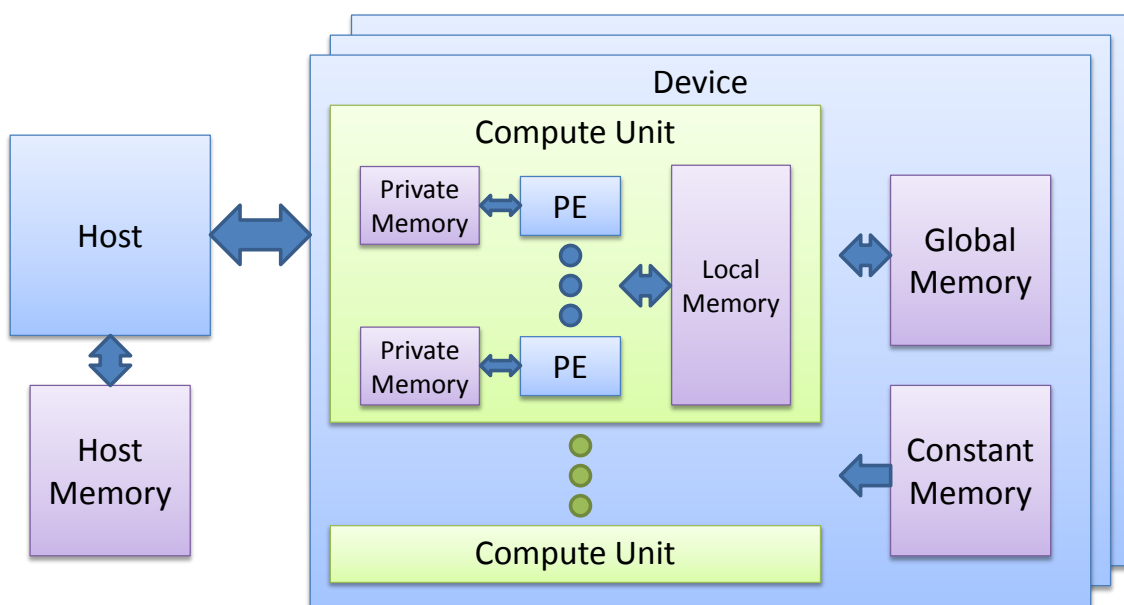 Device
Compute Unit
Private
Memory
PE
Host
Local
Memory
Global
Memory
Private
Memory
PE
Host
Memory
Constant
Memory
Compute Unit